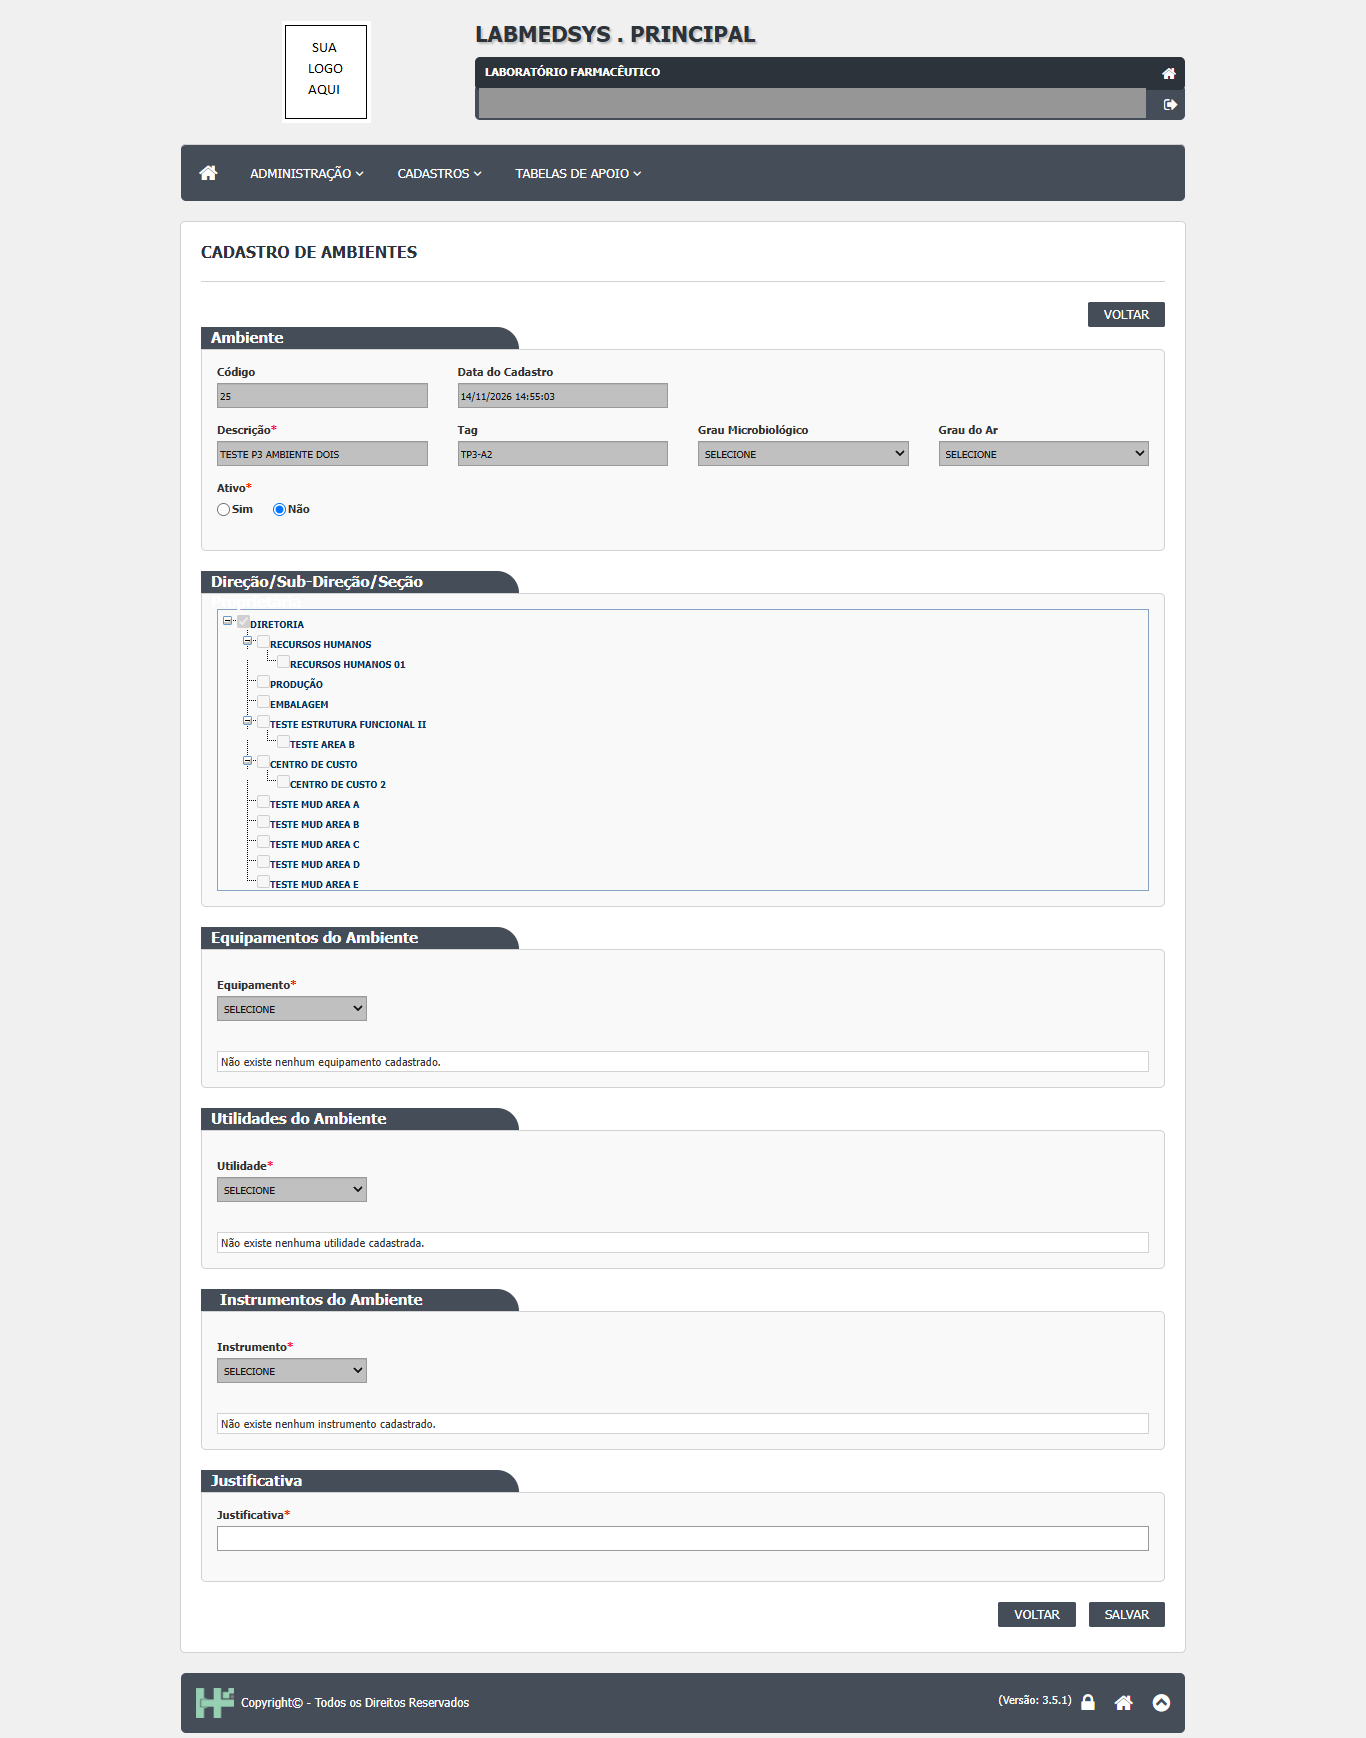 SUA
LOGO
AQUI
LABMEDSYS . PRINCIPAL
LABORATÓRIO FARMACÊUTICO
ADMINISTRAÇÃO
CADASTROS
TABELAS DE APOIO
CADASTRO DE AMBIENTES
VOLTAR
Ambiente
Código
Data do Cadastro
25
14/11/2026 14:55:03
Descrição*
Tag
Grau Microbiológico
Grau do Ar
TESTE P3 AMBIENTE DOIS
TP3-A2
SELECIONE
SELECIONE
Ativo*
Sim
Não
Direção/Sub-Direção/Seção
DIRETORIA
RECURSOS HUMANOS
RECURSOS HUMANOS 01
PRODUÇÃO
EMBALAGEM
TESTE ESTRUTURA FUNCIONAL II
TESTE AREA B
CENTRO DE CUSTO
CENTRO DE CUSTO 2
TESTE MUD AREA A
TESTE MUD AREA B
TESTE MUD AREA C
TESTE MUD AREA D
TESTE MUD AREA E
Equipamentos do Ambiente
Equipamento*
SELECIONE
Não existe nenhum equipamento cadastrado.
Utilidades do Ambiente
Utilidade*
SELECIONE
Não existe nenhuma utilidade cadastrada.
Instrumentos do Ambiente
Instrumento*
SELECIONE
Não existe nenhum instrumento cadastrado.
Justificativa
Justificativa*
VOLTAR
SALVAR
Copyright© - Todos os Direitos Reservados
(Versão: 3.5.1)